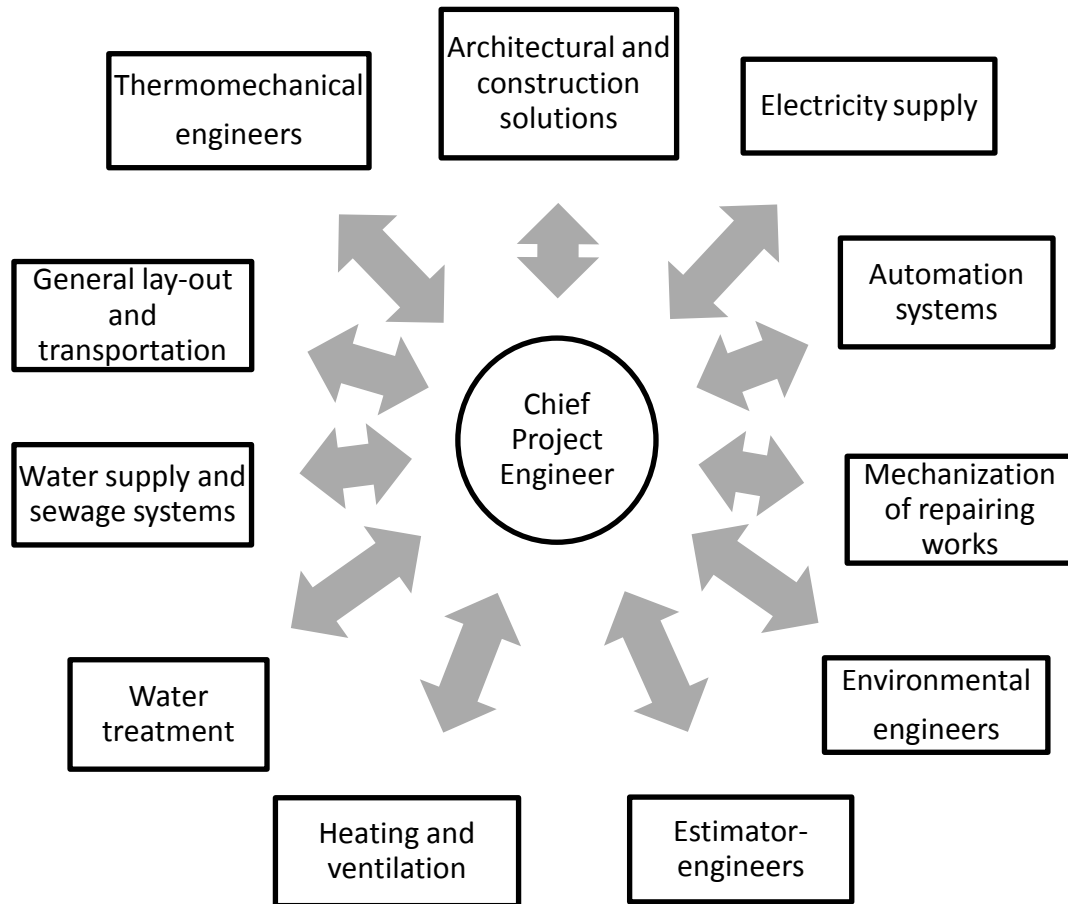 Architectural and
construction
solutions
Thermomechanical
engineers
Electricity supply
General lay-out
and
transportation
Automation
systems
Chief
Project
Engineer
Water supply and
sewage systems
Mechanization
of repairing
works
Water
treatment
Environmental
engineers
Heating and
ventilation
Estimator-
engineers